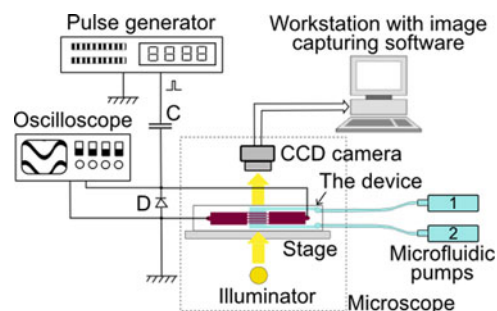 Pulse generator
8888
Workstation with image
capturing software
C
Oscilloscope
CCD camera
The device
D
1
2
Stage
Microfluidic
pumps
Illuminator
Microscope